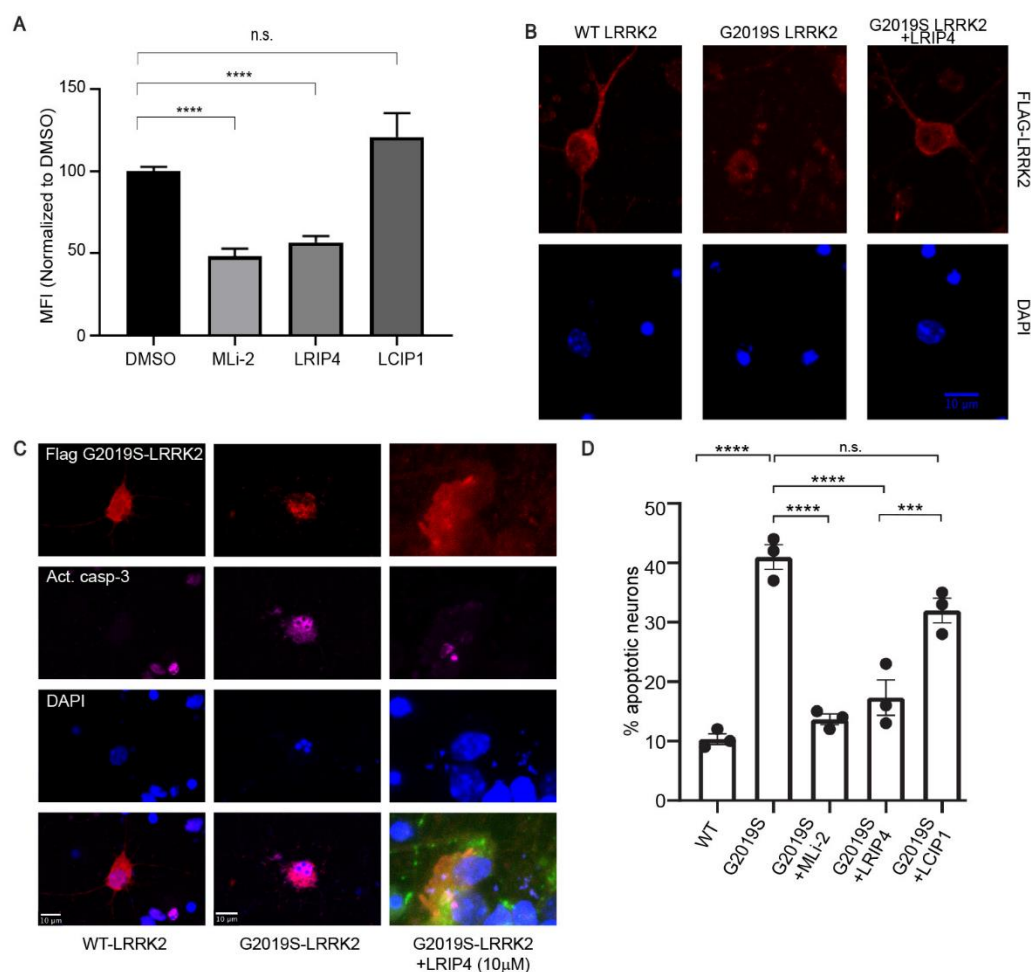 A
n.s.
****
****
MFI (Normalized to DMSO)
150
100
50
0
DMSO MLi-2 LRIP4 LCIP1
B
WT LRRK2 G2019S LRRK2 G2019S LRRK2
+LRIP4
FLAG-LRRK2
DAPI
10 µm
C
Flag G2019S-LRRK2
Act. casp-3
DAPI
10 µm 10 µm
WT-LRRK2 G2019S-LRRK2 G2019S-LRRK2
+LRIP4 (10µM)
D
n.s.
****
****
****
***
% apoptotic neurons
50
40
30
20
10
0
WT
G2019S
G2019S
+MLi-2
G2019S
+LRIP4
G2019S
+LCIP1